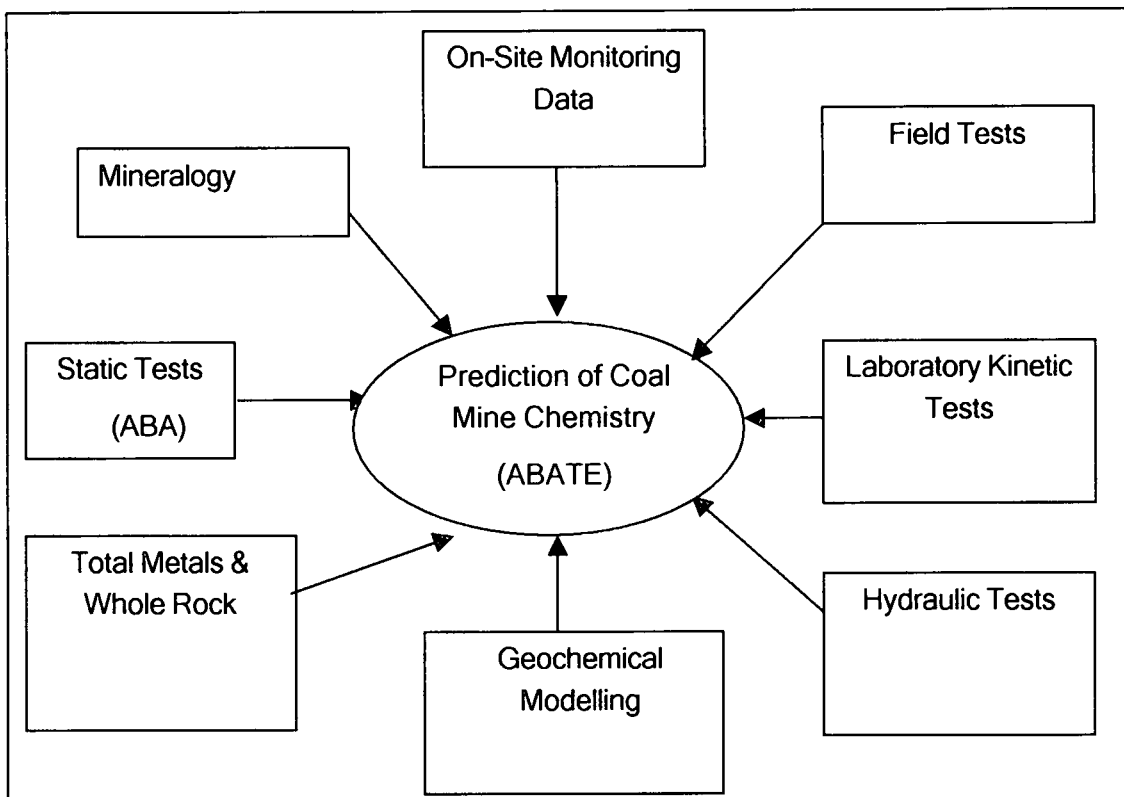 On-Site Monitoring
Data
Field Tests
Mineralogy
Static Tests
(ABA)
Prediction of Coal
Mine Chemistry
(ABATE)
Laboratory Kinetic
Tests
Total Metals &
Whole Rock
Hydraulic Tests
Geochemical
Modelling